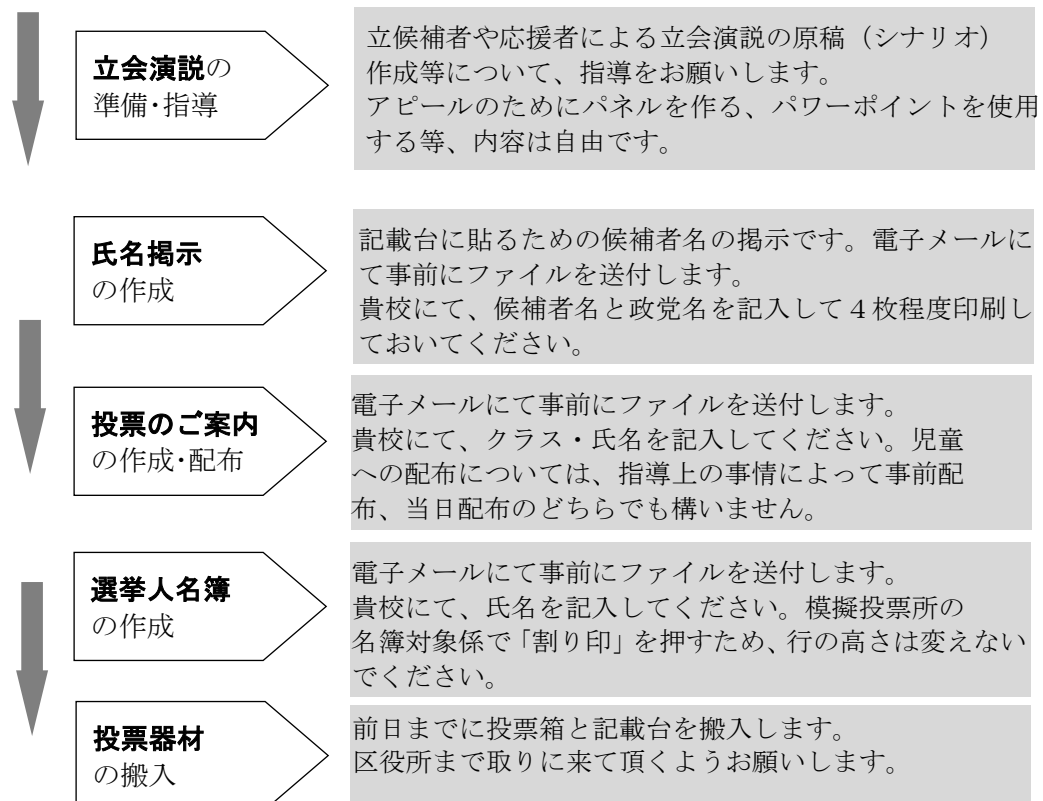 立会演説の
準備・指導
立候補者や応援者による立会演説の原稿（シナリオ）
作成等について、指導をお願いします。
アピールのためにパネルを作る、パワーポイントを使用
する等、内容は自由です。
氏名掲示
の作成
記載台に貼るための候補者名の掲示です。電子メールに
て事前にファイルを送付します。
貴校にて、候補者名と政党名を記入して４枚程度印刷し
ておいてください。
投票のご案内
の作成・配布
電子メールにて事前にファイルを送付します。
貴校にて、クラス・氏名を記入してください。児童
への配布については、指導上の事情によって事前配
布、当日配布のどちらでも構いません。
選挙人名簿
の作成
電子メールにて事前にファイルを送付します。
貴校にて、氏名を記入してください。模擬投票所の
名簿対象係で「割り印」を押すため、行の高さは変えない
でください。
投票器材
の搬入
前日までに投票箱と記載台を搬入します。
区役所まで取りに来て頂くようお願いします。